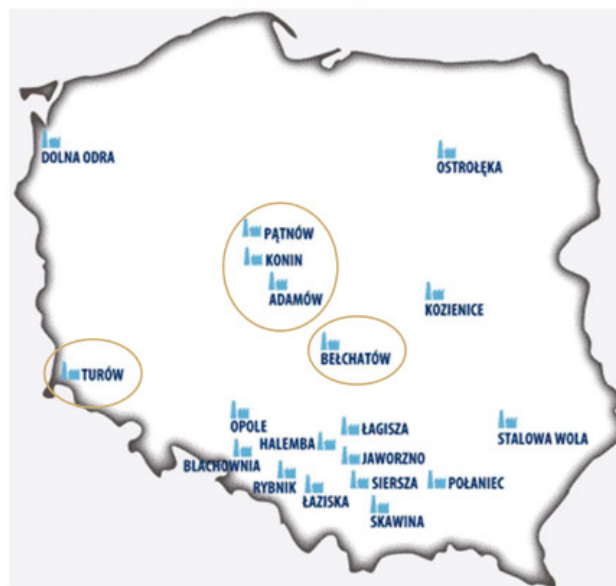 DOLNA ODRA
OSTROŁĘKA
PĄTNÓW
KONIN
ADAMÓW
KOZIENICE
BEŁCHATÓW
TURÓW
OPOLE
ŁAGISZA
STALOWA WOLA
HALEMBA
BLACHOWNIA
JAWORZNO
RYBNIK
SIERSZA
POŁANIEC
ŁAZISKA
SKAWINA